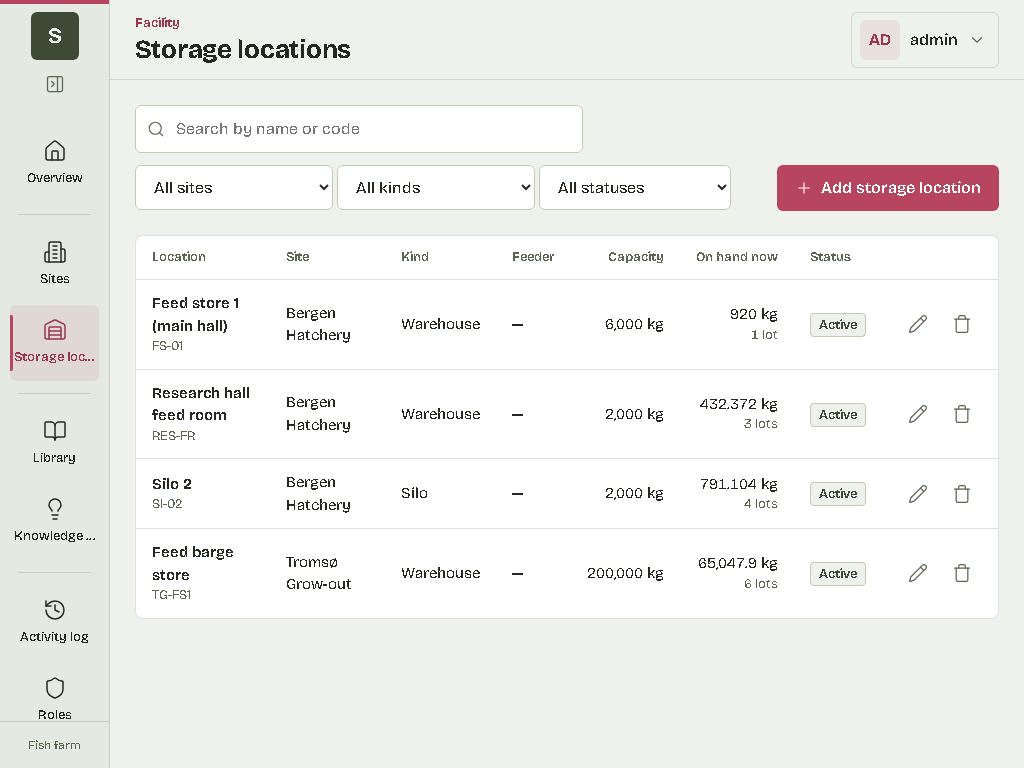 S
Overview
Sites
Storage loc...
Library
Knowledge ...
Activity log
Roles
Fish farm
Facility
Storage locations
AD admin
Search by name or code
All sites All kinds All statuses Add storage location
Location Site Kind Feeder Capacity On hand now Status
Feed store 1 (main hall)
FS-01
Bergen Hatchery
Warehouse
—
6,000 kg
920 kg
1 lot
Active
Research hall feed room
RES-FR
Bergen Hatchery
Warehouse
—
2,000 kg
432.372 kg
3 lots
Active
Silo 2
SI-02
Bergen Hatchery
Silo
—
2,000 kg
791.104 kg
4 lots
Active
Feed barge store
TG-FS1
Tromsø Grow-out
Warehouse
—
200,000 kg
65,047.9 kg
6 lots
Active